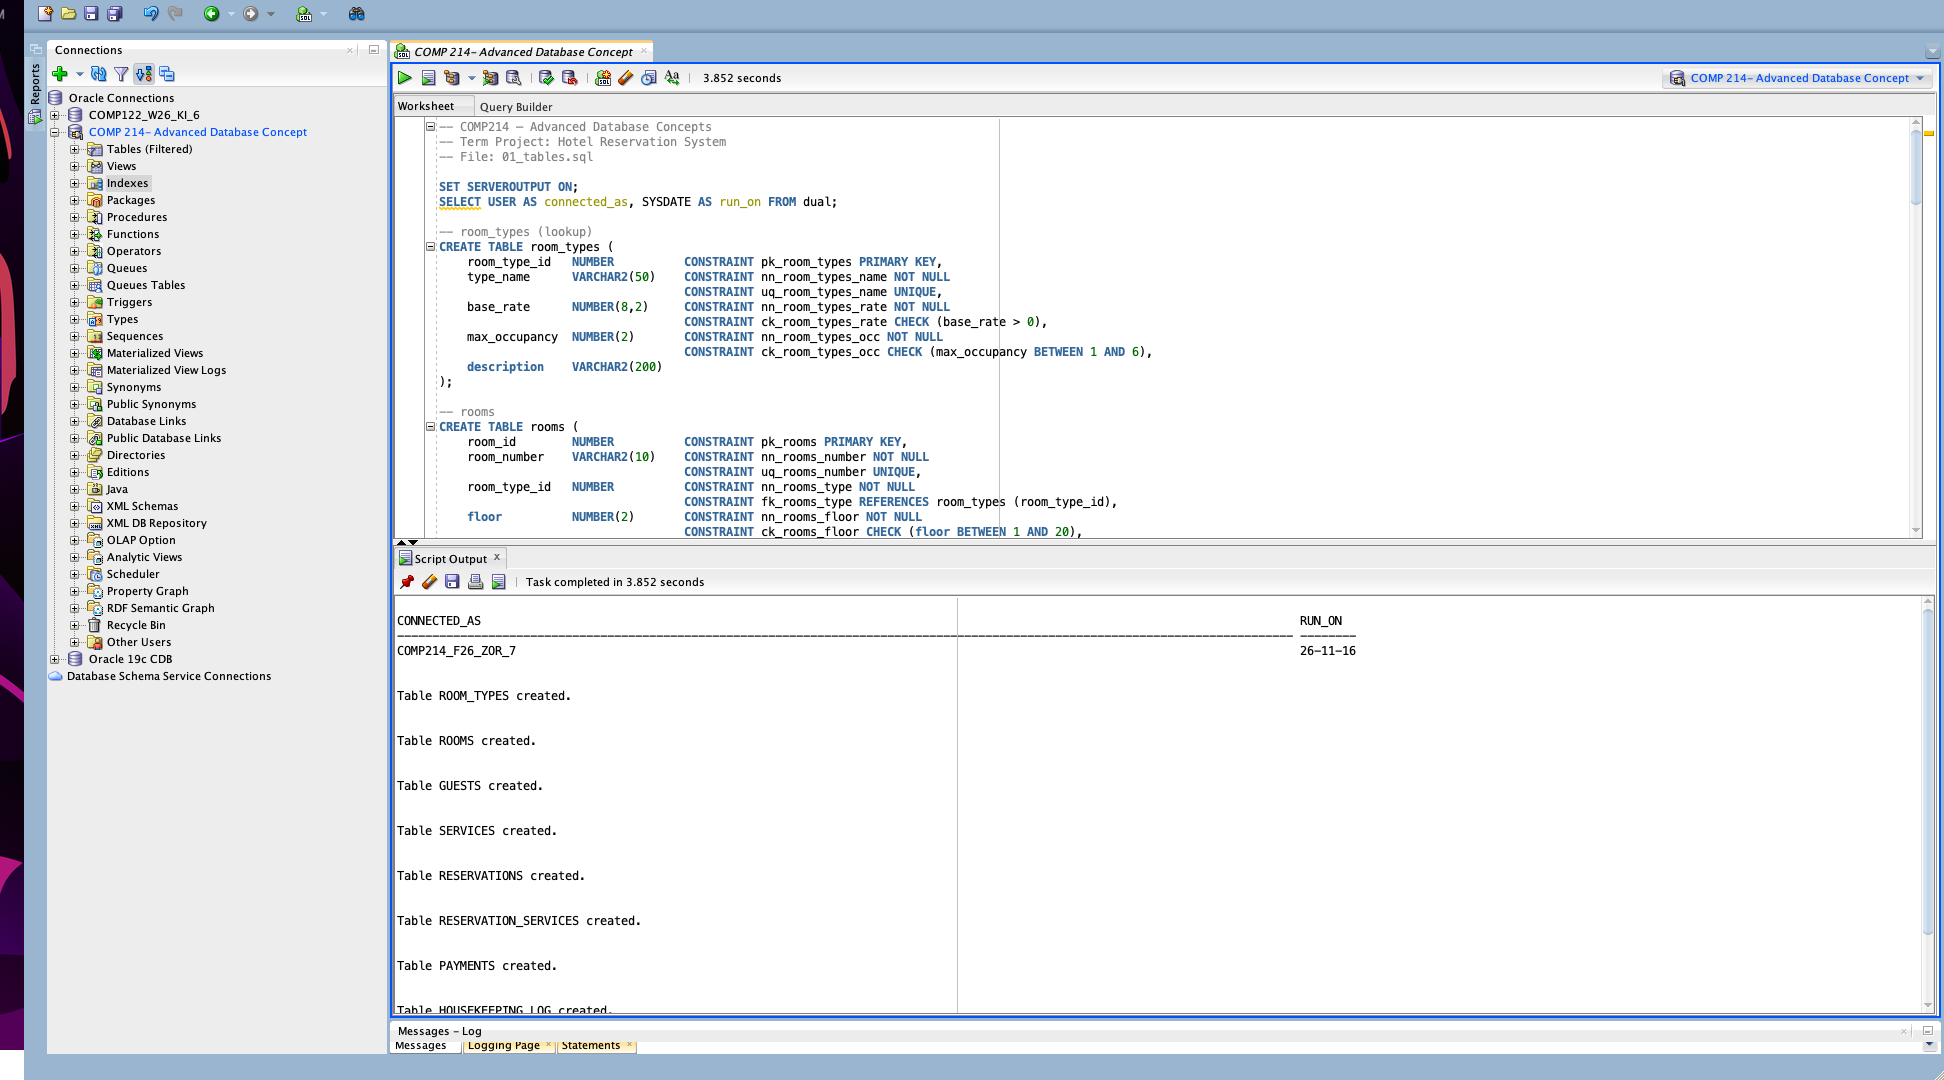 Reports
Connections
Oracle Connections
COMP122_W26_KI_6
COMP 214- Advanced Database Concept
Tables (Filtered)
Views
Indexes
Packages
Procedures
Functions
Operators
Queues
Queues Tables
Triggers
Types
Sequences
Materialized Views
Materialized View Logs
Synonyms
Public Synonyms
Database Links
Public Database Links
Directories
Editions
Java
XML Schemas
XML DB Repository
OLAP Option
Analytic Views
Scheduler
Property Graph
RDF Semantic Graph
Recycle Bin
Other Users
Oracle 19c CDB
Database Schema Service Connections
COMP 214- Advanced Database Concept
3.852 seconds
COMP 214- Advanced Database Concept
Worksheet Query Builder
-- COMP214 – Advanced Database Concepts
-- Term Project: Hotel Reservation System
-- File: 01_tables.sql
SET SERVEROUTPUT ON;
SELECT USER AS connected_as, SYSDATE AS run_on FROM dual;
-- room_types (lookup)
CREATE TABLE room_types (
room_type_id NUMBER CONSTRAINT pk_room_types PRIMARY KEY,
type_name VARCHAR2(50) CONSTRAINT nn_room_types_name NOT NULL
CONSTRAINT uq_room_types_name UNIQUE,
base_rate NUMBER(8,2) CONSTRAINT nn_room_types_rate NOT NULL
CONSTRAINT ck_room_types_rate CHECK (base_rate > 0),
max_occupancy NUMBER(2) CONSTRAINT nn_room_types_occ NOT NULL
CONSTRAINT ck_room_types_occ CHECK (max_occupancy BETWEEN 1 AND 6),
description VARCHAR2(200)
);
-- rooms
CREATE TABLE rooms (
room_id NUMBER CONSTRAINT pk_rooms PRIMARY KEY,
room_number VARCHAR2(10) CONSTRAINT nn_rooms_number NOT NULL
CONSTRAINT uq_rooms_number UNIQUE,
room_type_id NUMBER CONSTRAINT nn_rooms_type NOT NULL
CONSTRAINT fk_rooms_type REFERENCES room_types (room_type_id),
floor NUMBER(2) CONSTRAINT nn_rooms_floor NOT NULL
CONSTRAINT ck_rooms_floor CHECK (floor BETWEEN 1 AND 20),
Script Output
Task completed in 3.852 seconds
CONNECTED_AS RUN_ON
COMP214_F26_ZOR_7 26-11-16
Table ROOM_TYPES created.
Table ROOMS created.
Table GUESTS created.
Table SERVICES created.
Table RESERVATIONS created.
Table RESERVATION_SERVICES created.
Table PAYMENTS created.
Table HOUSEKEEPING_LOG created.
Messages - Log
Messages Logging Page Statements